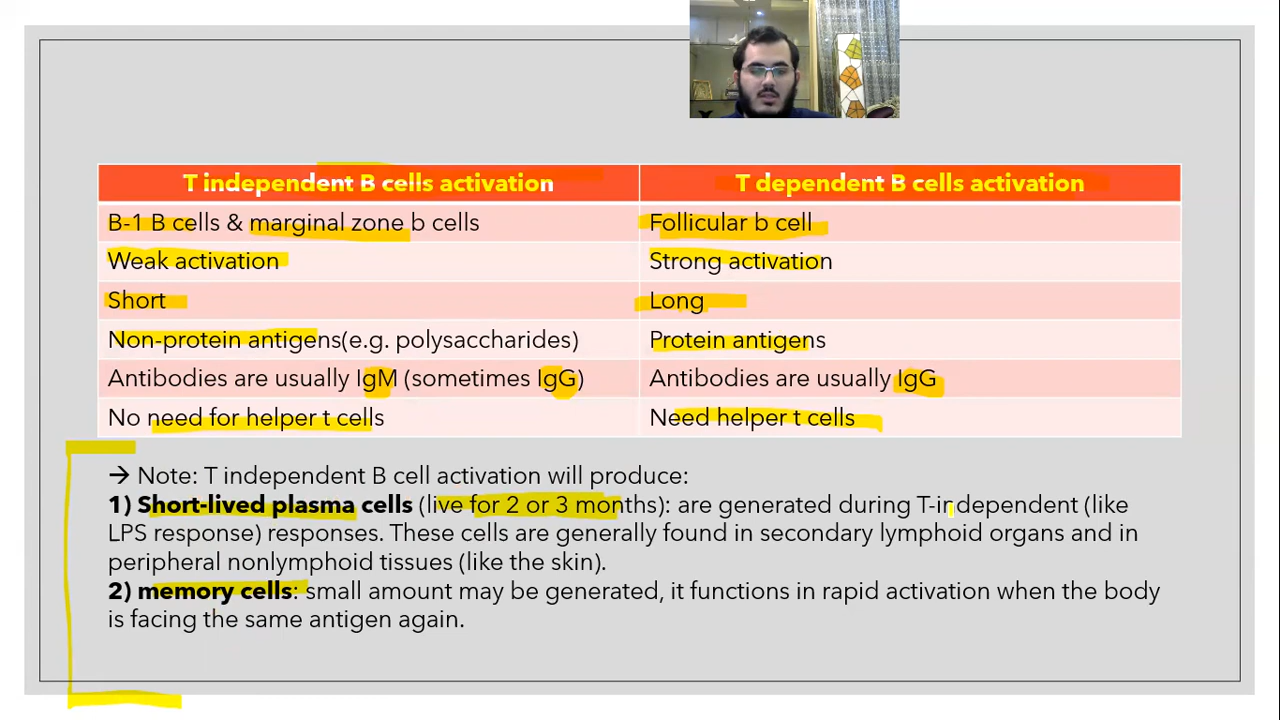 T independent B cells activation
T dependent B cells activation
B-1 B cells & marginal zone b cells
Follicular b cell
Weak activation
Strong activation
Short
Long
Non-protein antigens(e.g. polysaccharides)
Protein antigens
Antibodies are usually IgM (sometimes IgG)
Antibodies are usually IgG
No need for helper t cells
Need helper t cells
→ Note: T independent B cell activation will produce:
1) Short-lived plasma cells (live for 2 or 3 months): are generated during T-independent (like
LPS response) responses. These cells are generally found in secondary lymphoid organs and in
peripheral nonlymphoid tissues (like the skin).
2) memory cells: small amount may be generated, it functions in rapid activation when the body
is facing the same antigen again.